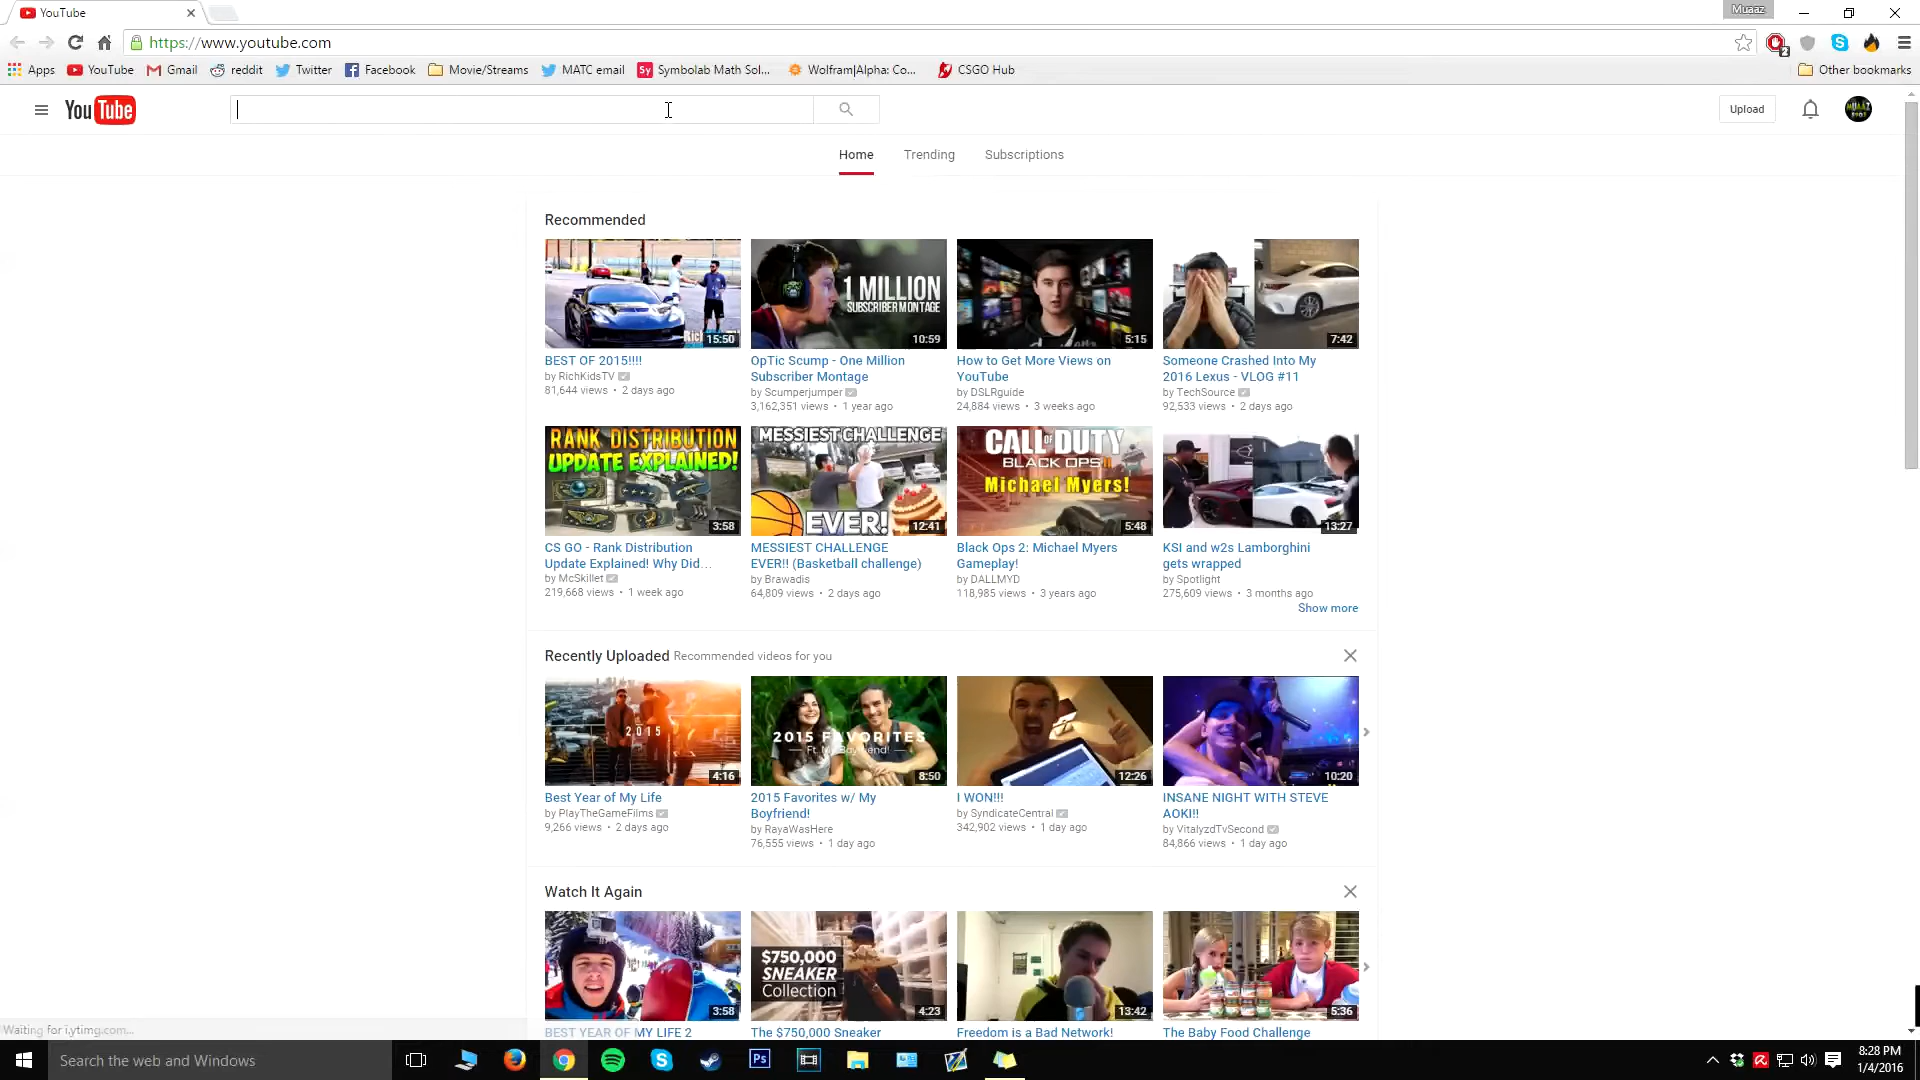 YouTube
Muaaz
https://www.youtube.com
Apps YouTube Gmail reddit Twitter Facebook Movie/Streams MATC email Symbolab Math Sol... Wolfram|Alpha: Co... CSGO Hub Other bookmarks
YouTube
Upload
Home Trending Subscriptions
Recommended
1 MILLION
SUBSCRIBER MONTAGE
15:50 10:59 5:15 7:42
BEST OF 2015!!!!
by RichKidsTV
81,644 views • 2 days ago
OpTic Scump - One Million
Subscriber Montage
by Scumperjumper
3,162,351 views • 1 year ago
How to Get More Views on
YouTube
by DSLRguide
24,884 views • 3 weeks ago
Someone Crashed Into My
2016 Lexus - VLOG #11
by TechSource
92,533 views • 2 days ago
RANK DISTRIBUTION
UPDATE EXPLAINED!
3:58
MESSIEST CHALLENGE
EVER!
12:41
CALL OF DUTY
BLACK OPS II
Michael Myers!
5:48
13:27
CS GO - Rank Distribution
Update Explained! Why Did...
by McSkillet
219,668 views • 1 week ago
MESSIEST CHALLENGE
EVER!! (Basketball challenge)
by Brawadis
64,809 views • 2 days ago
Black Ops 2: Michael Myers
Gameplay!
by DALLMYD
118,985 views • 3 years ago
KSI and w2s Lamborghini
gets wrapped
by Spotlight
275,609 views • 3 months ago
Show more
Recently Uploaded Recommended videos for you
2015
4:16
2015 FAVORITES
Ft. My Boyfriend!
8:50
12:26
10:20
Best Year of My Life
by PlayTheGameFilms
9,266 views • 2 days ago
2015 Favorites w/ My
Boyfriend!
by RayaWasHere
76,555 views • 1 day ago
I WON!!!
by SyndicateCentral
342,902 views • 1 day ago
INSANE NIGHT WITH STEVE
AOKI!!
by VitalyzdTvSecond
84,866 views • 1 day ago
Watch It Again
3:58
$750,000
SNEAKER
Collection
4:23
13:42
5:36
BEST YEAR OF MY LIFE 2
The $750,000 Sneaker
Freedom is a Bad Network!
The Baby Food Challenge
Waiting for i.ytimg.com...
Search the web and Windows
Ps
8:28 PM
1/4/2016